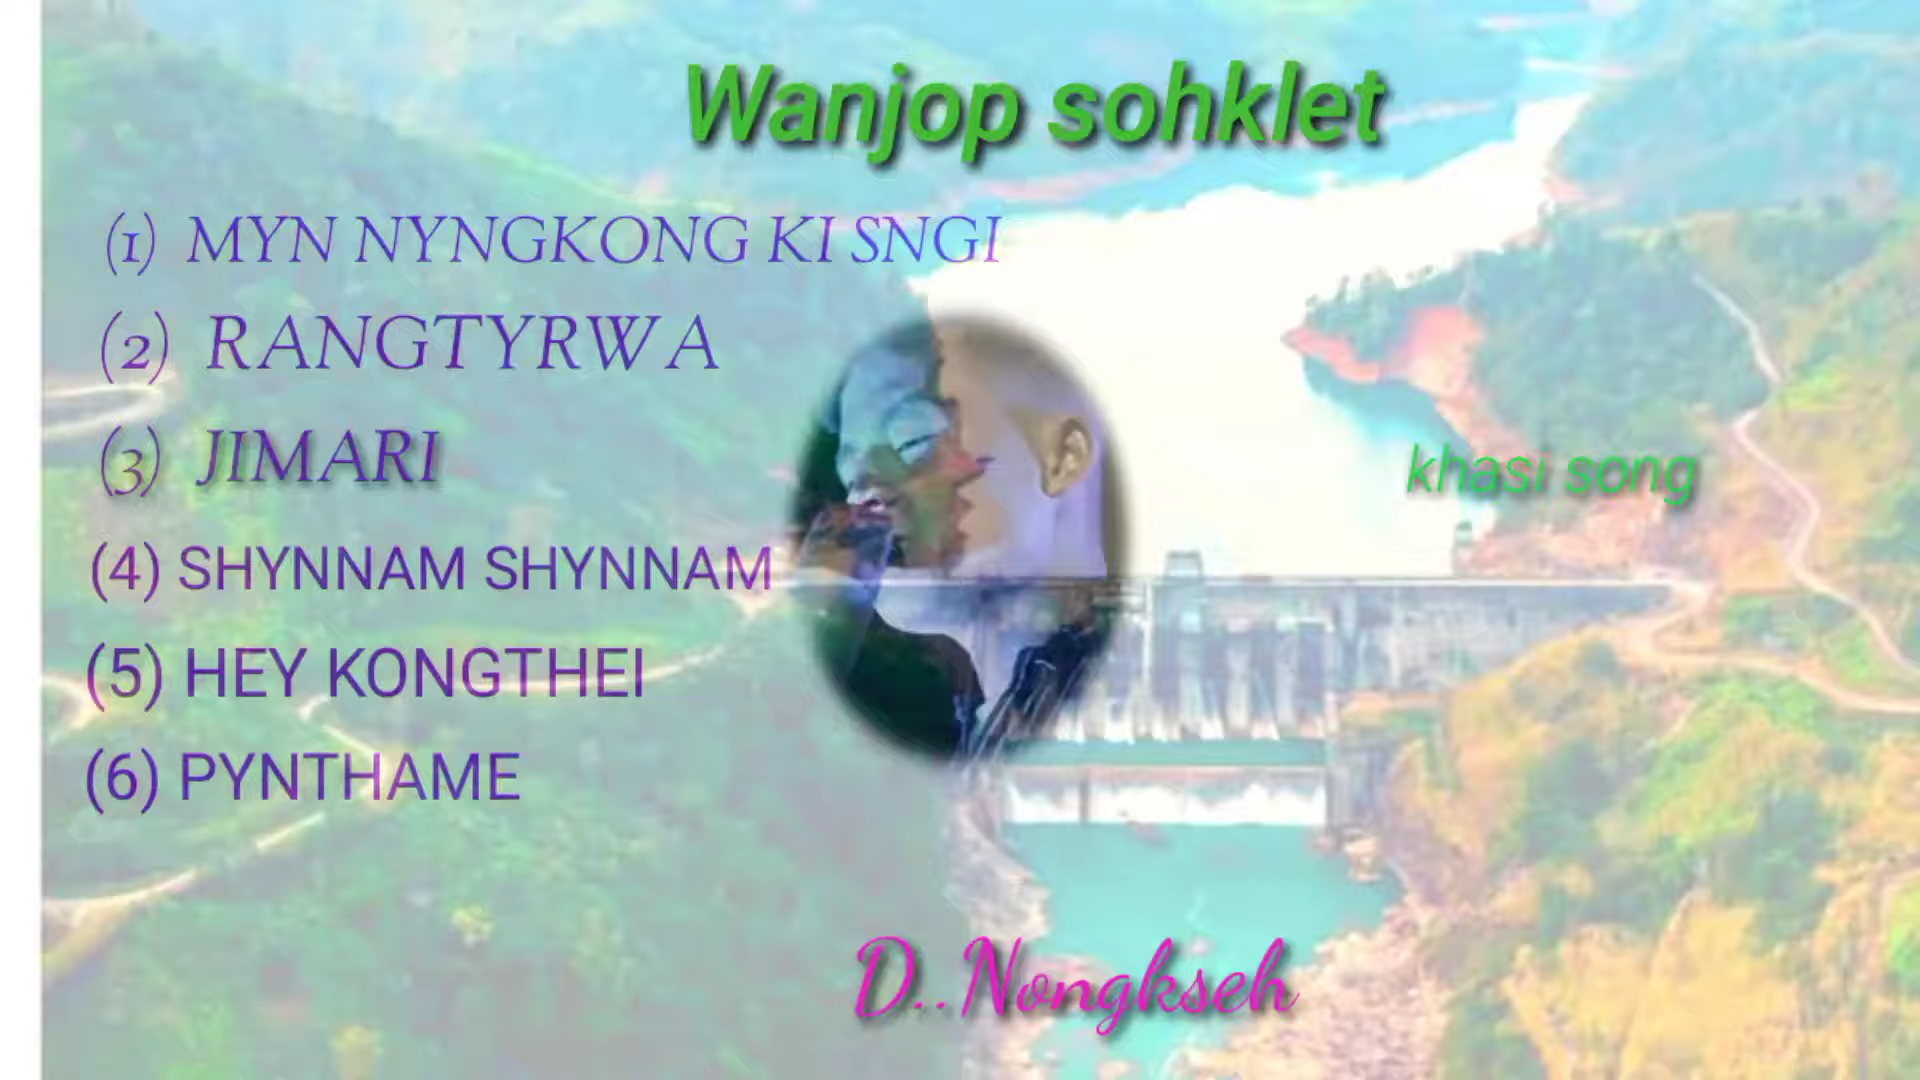 Wanjop sohklet
(1) MYN NYNGKONG KI SNGI
(2) RANGTYRWA
(3) JIMARI
khasi song
(4) SHYNNAM SHYNNAM
(5) HEY KONGTHEI
(6) PYNTHAME
D..Nongkseh